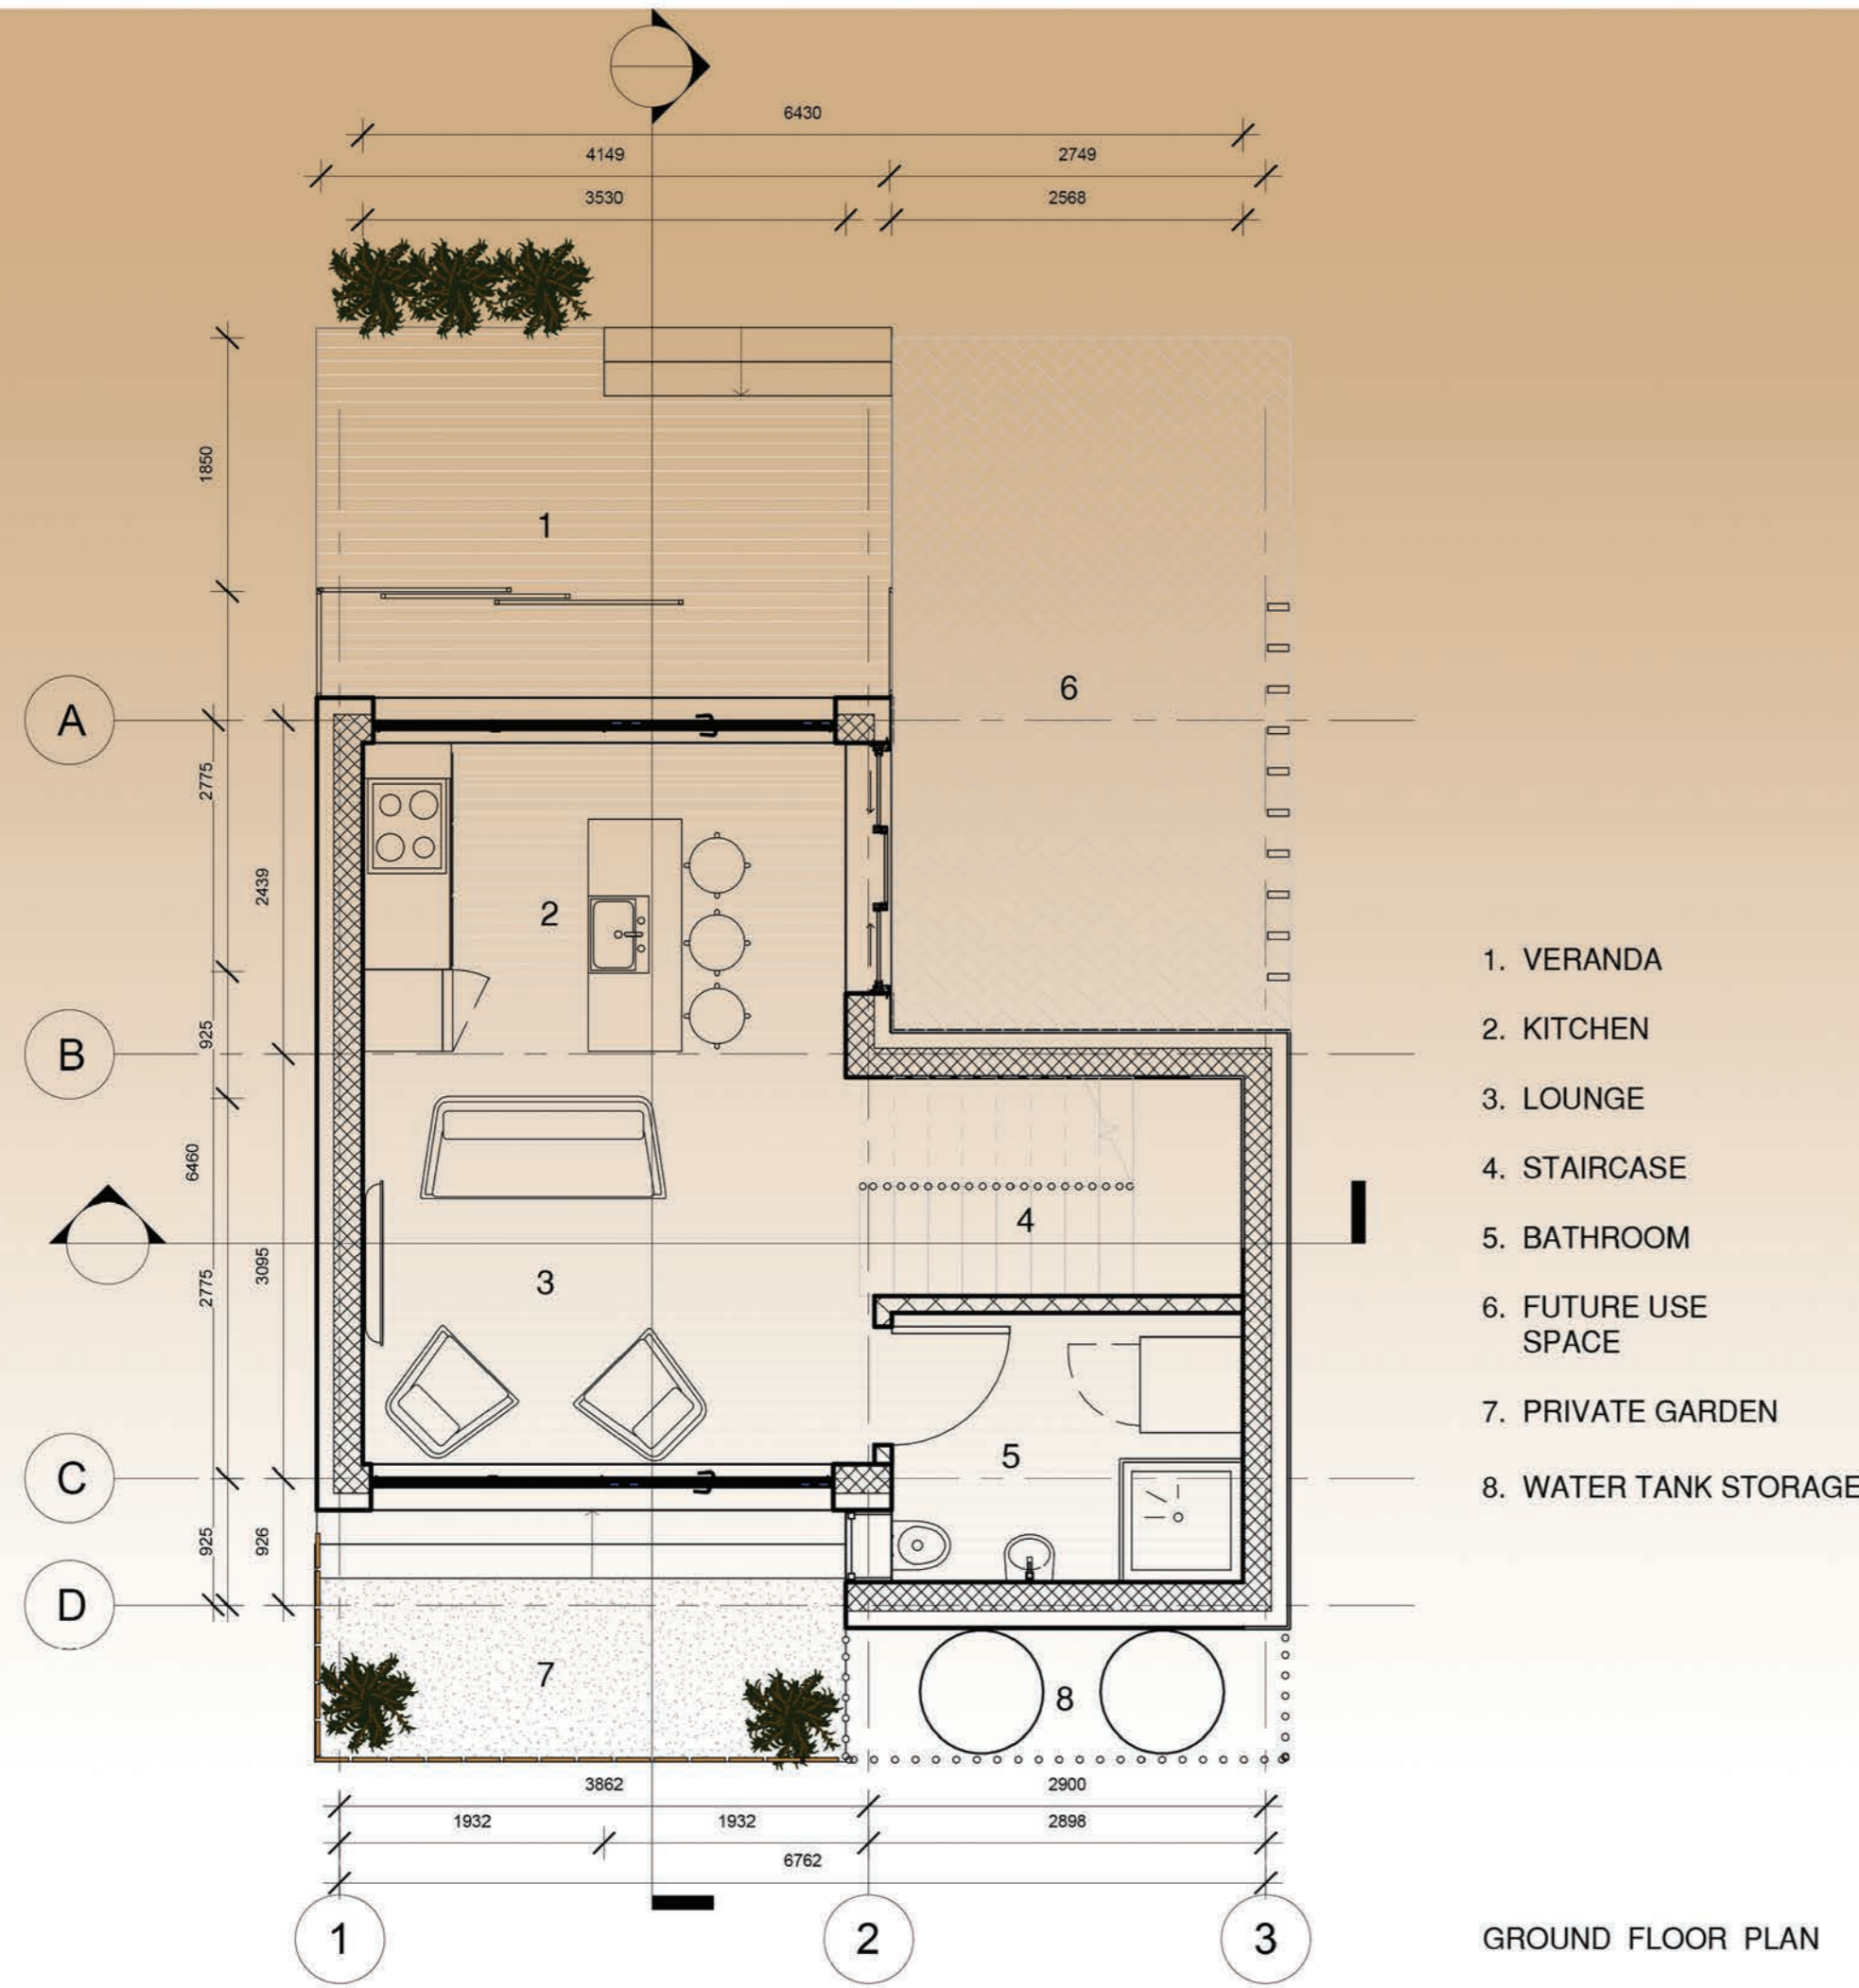 6430
4149 2749
3530 2568
1850
1
6
A
2775
2439
2
925
B
6460
4
3095
2775
3
5
C
925
926
D
7
8
3862 2900
1932 1932 2898
6762
1 2 3
1. VERANDA
2. KITCHEN
3. LOUNGE
4. STAIRCASE
5. BATHROOM
6. FUTURE USE
SPACE
7. PRIVATE GARDEN
8. WATER TANK STORAGE
GROUND FLOOR PLAN